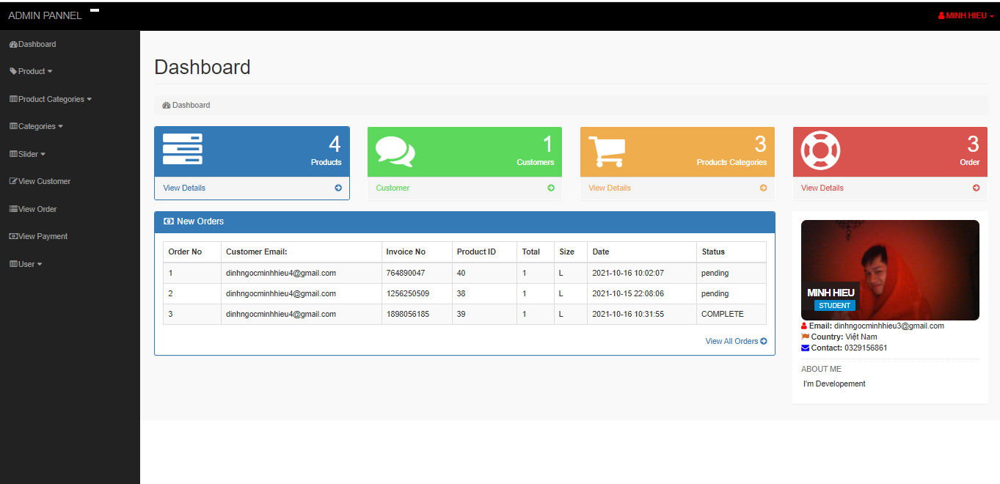 ADMIN PANNEL
MINH HIEU
Dashboard
Product
Product Categories
Categories
Slider
View Customer
View Order
View Payment
User
Dashboard
Dashboard
4
Products
View Details
1
Customers
Customer
3
Products Categories
View Details
3
Order
View Details
New Orders
Order No Customer Email: Invoice No Product ID Total Size Date Status
1 dinhngocminhhieu4@gmail.com 764890047 40 1 L 2021-10-16 10:02:07 pending
2 dinhngocminhhieu4@gmail.com 1256250509 38 1 L 2021-10-15 22:08:06 pending
3 dinhngocminhhieu4@gmail.com 1898056185 39 1 L 2021-10-16 10:31:55 COMPLETE
View All Orders
MINH HIEU
STUDENT
Email: dinhngocminhhieu3@gmail.com
Country: Việt Nam
Contact: 0329156861
ABOUT ME
I'm Developement